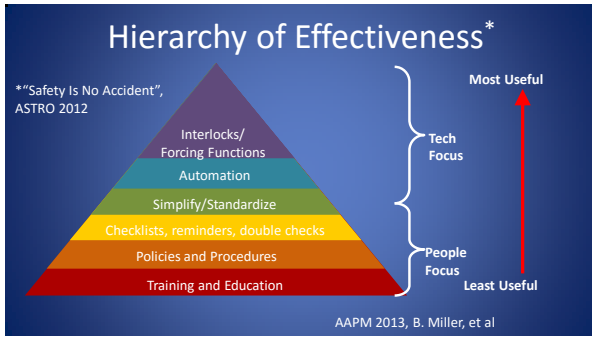 Hierarchy of Effectiveness*
*“Safety Is No Accident”,
ASTRO 2012
Most Useful
Interlocks/
Forcing Functions
Tech
Focus
Automation
Simplify/Standardize
Checklists, reminders, double checks
Policies and Procedures
People
Focus
Training and Education
Least Useful
AAPM 2013, B. Miller, et al